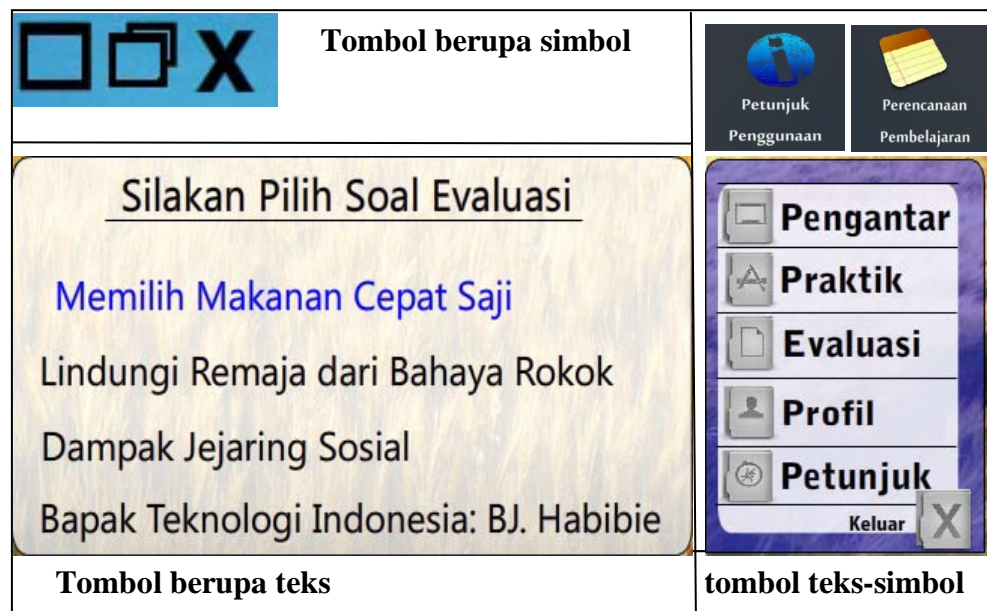 X
Tombol berupa simbol
Petunjuk
Penggunaan
Perencanaan
Pembelajaran
Silakan Pilih Soal Evaluasi
Memilih Makanan Cepat Saji
Lindungi Remaja dari Bahaya Rokok
Dampak Jejaring Sosial
Bapak Teknologi Indonesia: BJ. Habibie
Pengantar
Praktik
Evaluasi
Profil
Petunjuk
Keluar X
Tombol berupa teks
tombol teks-simbol